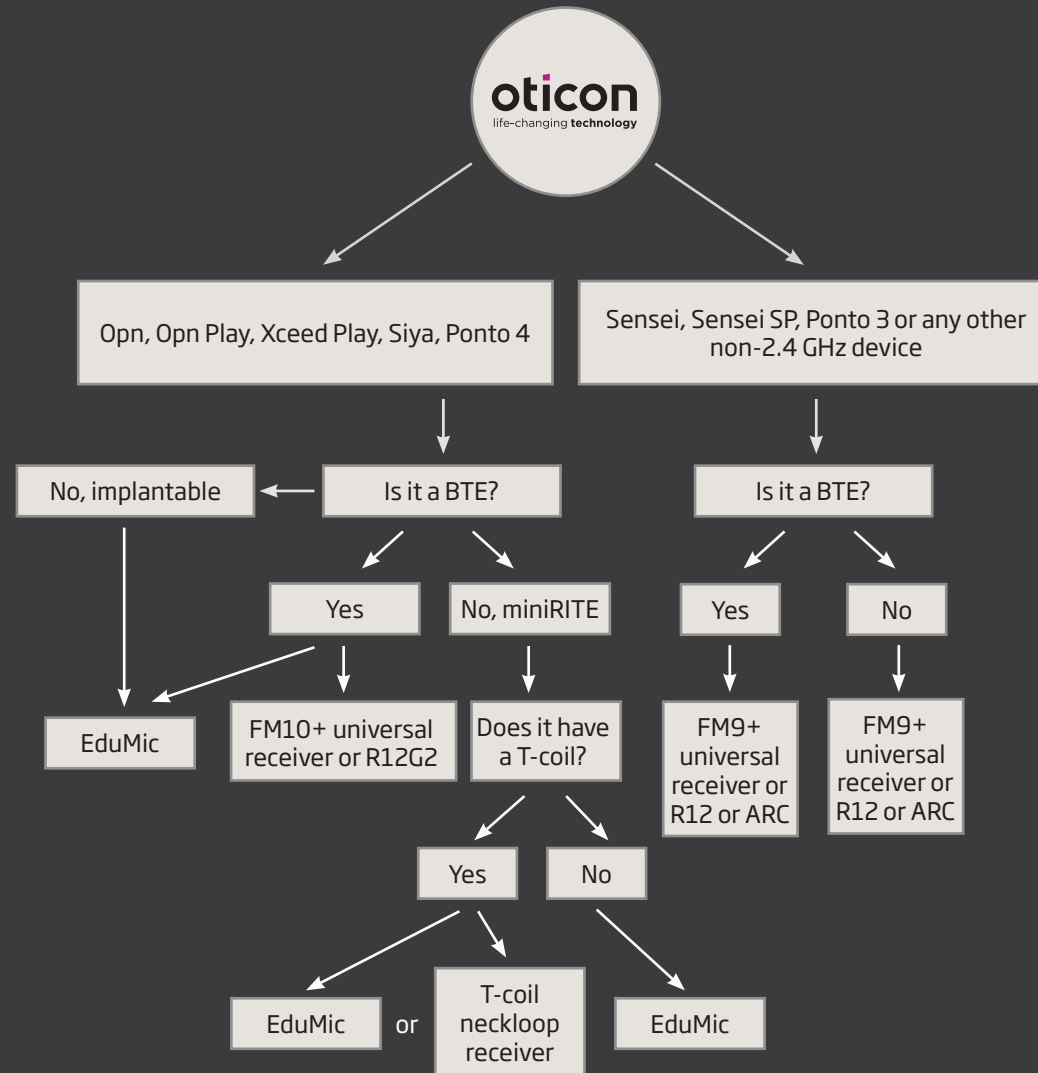 oticon
life-changing technology
Opn, Opn Play, Xceed Play, Siya, Ponto 4
Sensei, Sensei SP, Ponto 3 or any other
non-2.4 GHz device
No, implantable
Is it a BTE?
Is it a BTE?
Yes
No, miniRITE
Yes
No
EduMic
FM10+ universal
receiver or R12G2
Does it have
a T-coil?
FM9+
universal
receiver or
R12 or ARC
FM9+
universal
receiver or
R12 or ARC
Yes
No
EduMic
or
T-coil
neckloop
receiver
EduMic